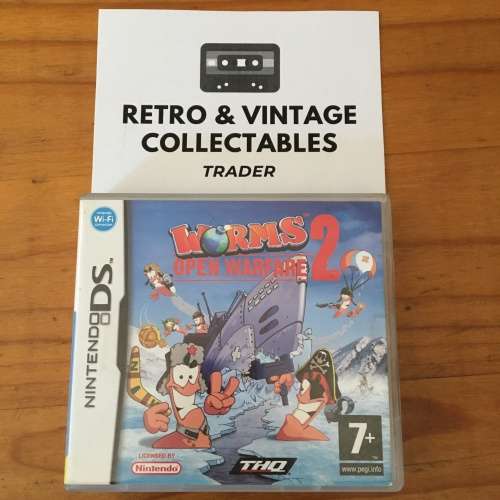 RETRO & VINTAGE
COLLECTABLES
TRADER
Wi-Fi
NINTENDO DS™
WORMS
OPEN WARFARE 2
LICENSED BY
Nintendo
THQ
7+
www.pegi.info